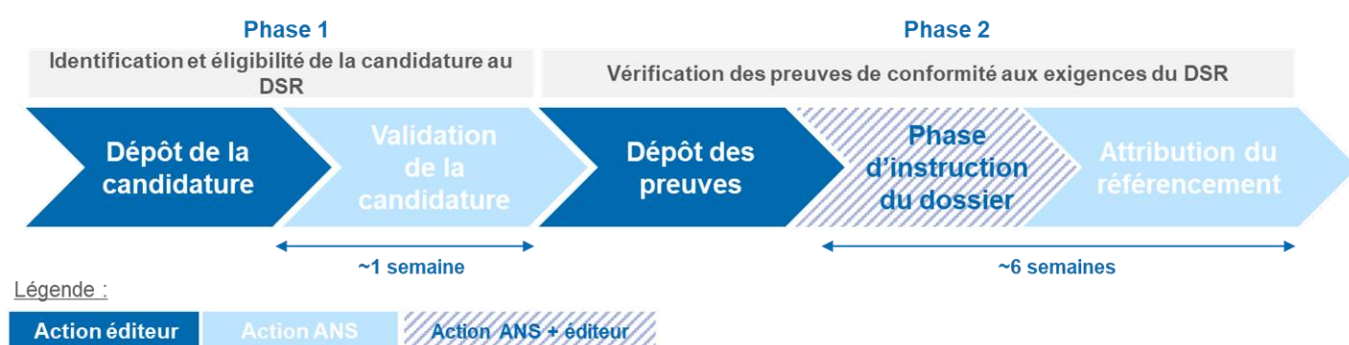 Phase 1
Phase 2
Identification et éligibilité de la candidature au
DSR
Vérification des preuves de conformité aux exigences du DSR
Dépôt de la
candidature
Validation
de la
candidature
Dépôt des
preuves
Phase
d'instruction
du dossier
Attribution du
référencement
~1 semaine
~6 semaines
Légende :
Action éditeur
Action ANS
Action ANS + éditeur